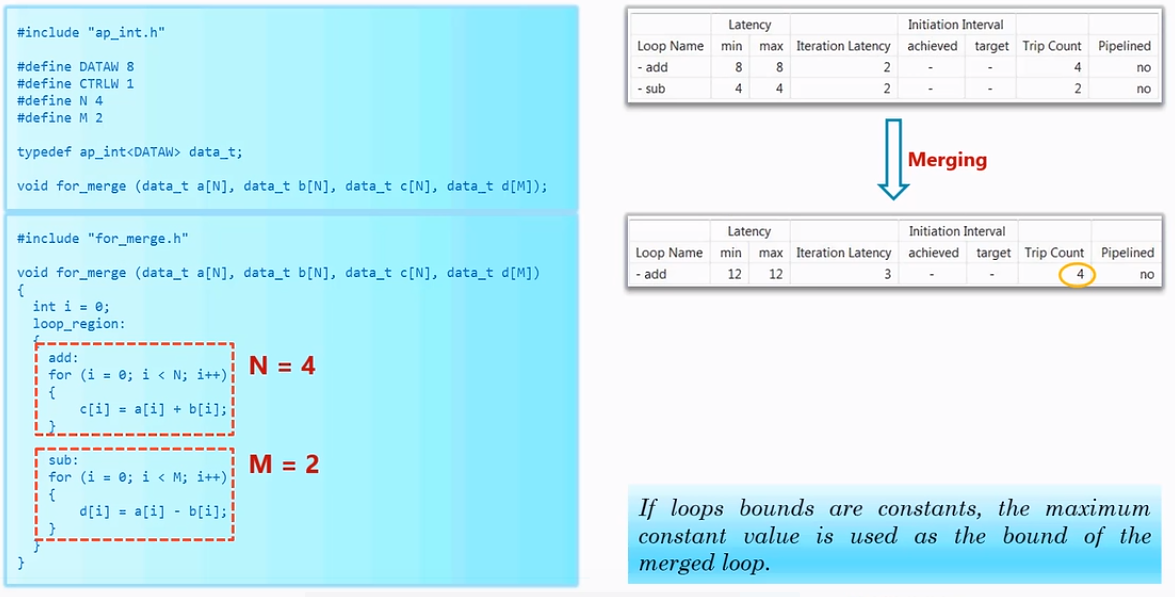 #include "ap_int.h"
#define DATAW 8
#define CTRLW 1
#define N 4
#define M 2
typedef ap_int<DATAW> data_t;
void for_merge (data_t a[N], data_t b[N], data_t c[N], data_t d[M]);
#include "for_merge.h"
void for_merge (data_t a[N], data_t b[N], data_t c[N], data_t d[M])
{
int i = 0;
loop_region:
{
add:
for (i = 0; i < N; i++)
{
c[i] = a[i] + b[i];
}
N = 4
sub:
for (i = 0; i < M; i++)
{
d[i] = a[i] - b[i];
}
M = 2
}
}
Latency Initiation Interval
Loop Name min max Iteration Latency achieved target Trip Count Pipelined
- add 8 8 2 - - 4 no
- sub 4 4 2 - - 2 no
Merging
Latency Initiation Interval
Loop Name min max Iteration Latency achieved target Trip Count Pipelined
- add 12 12 3 - - 4 no
If loops bounds are constants, the maximum
constant value is used as the bound of the
merged loop.